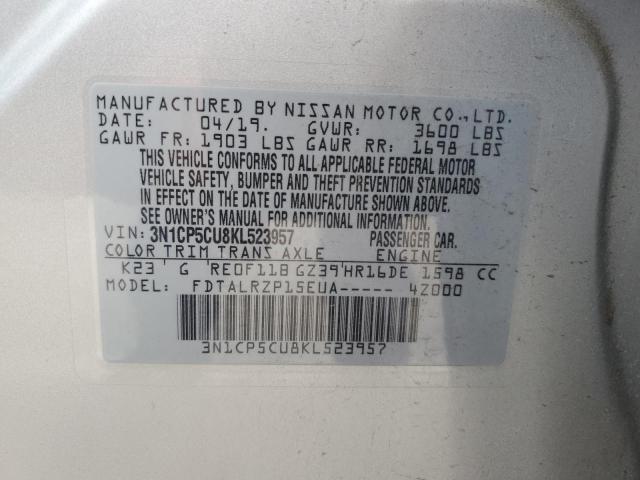 MANUFACTURED BY NISSAN MOTOR CO., LTD.
DATE: 04/19. GVWR: 3600 LBS
GAWR FR: 1903 LBS GAWR RR: 1698 LBS
THIS VEHICLE CONFORMS TO ALL APPLICABLE FEDERAL MOTOR
VEHICLE SAFETY, BUMPER AND THEFT PREVENTION STANDARDS
IN EFFECT ON THE DATE OF MANUFACTURE SHOWN ABOVE.
SEE OWNER'S MANUAL FOR ADDITIONAL INFORMATION.
VIN: 3N1CP5CU8KL523957 PASSENGER CAR.
COLOR TRIM TRANS AXLE ENGINE
K23 G RE0F11B GZ39 HR16DE 1598 CC
MODEL: FDTALRZP15EUA----- 4Z000
3N1CP5CU8KL523957